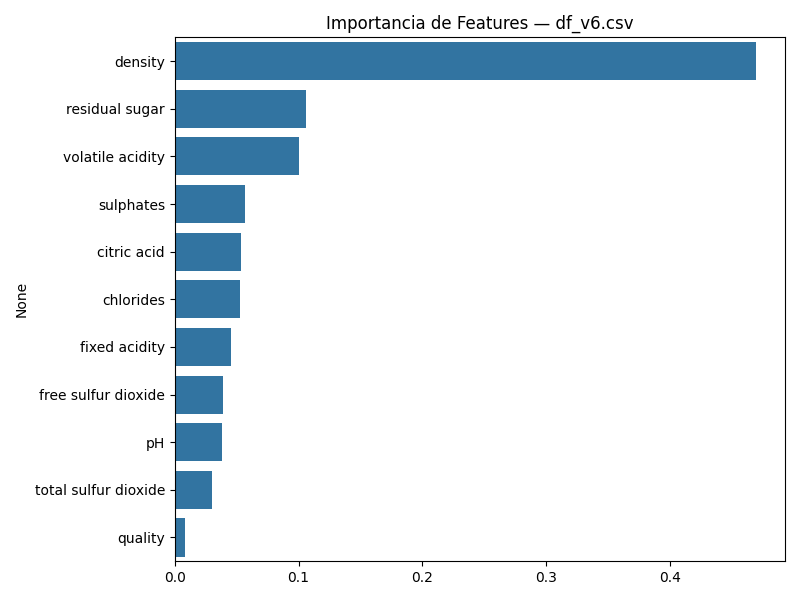 Importancia de Features — df_v6.csv
density
residual sugar
volatile acidity
sulphates
citric acid
chlorides
fixed acidity
free sulfur dioxide
pH
total sulfur dioxide
quality
None
0.0 0.1 0.2 0.3 0.4